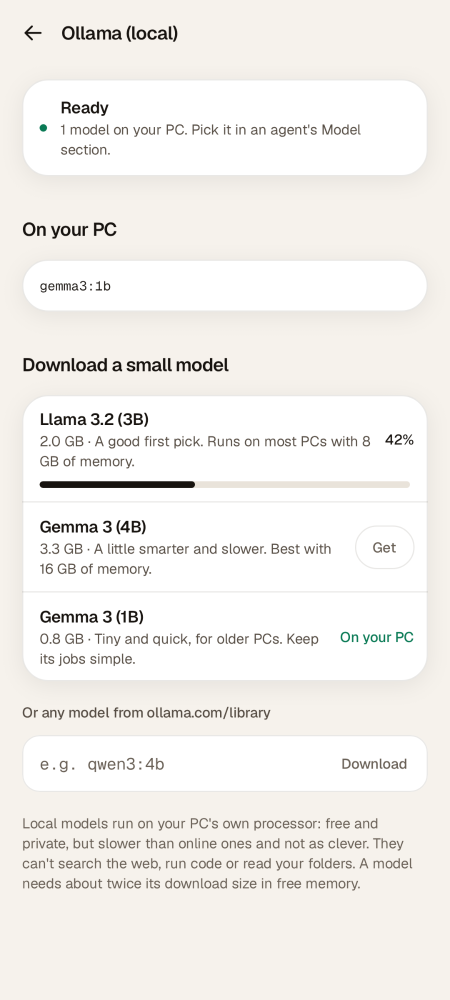 Ollama (local)
Ready
1 model on your PC. Pick it in an agent's Model
section.
On your PC
gemma3:1b
Download a small model
Llama 3.2 (3B)
2.0 GB · A good first pick. Runs on most PCs with 8
GB of memory.
42%
Gemma 3 (4B)
3.3 GB · A little smarter and slower. Best with
16 GB of memory.
Get
Gemma 3 (1B)
0.8 GB · Tiny and quick, for older PCs. Keep
its jobs simple.
On your PC
Or any model from ollama.com/library
e.g. qwen3:4b
Download
Local models run on your PC's own processor: free and
private, but slower than online ones and not as clever. They
can't search the web, run code or read your folders. A model
needs about twice its download size in free memory.